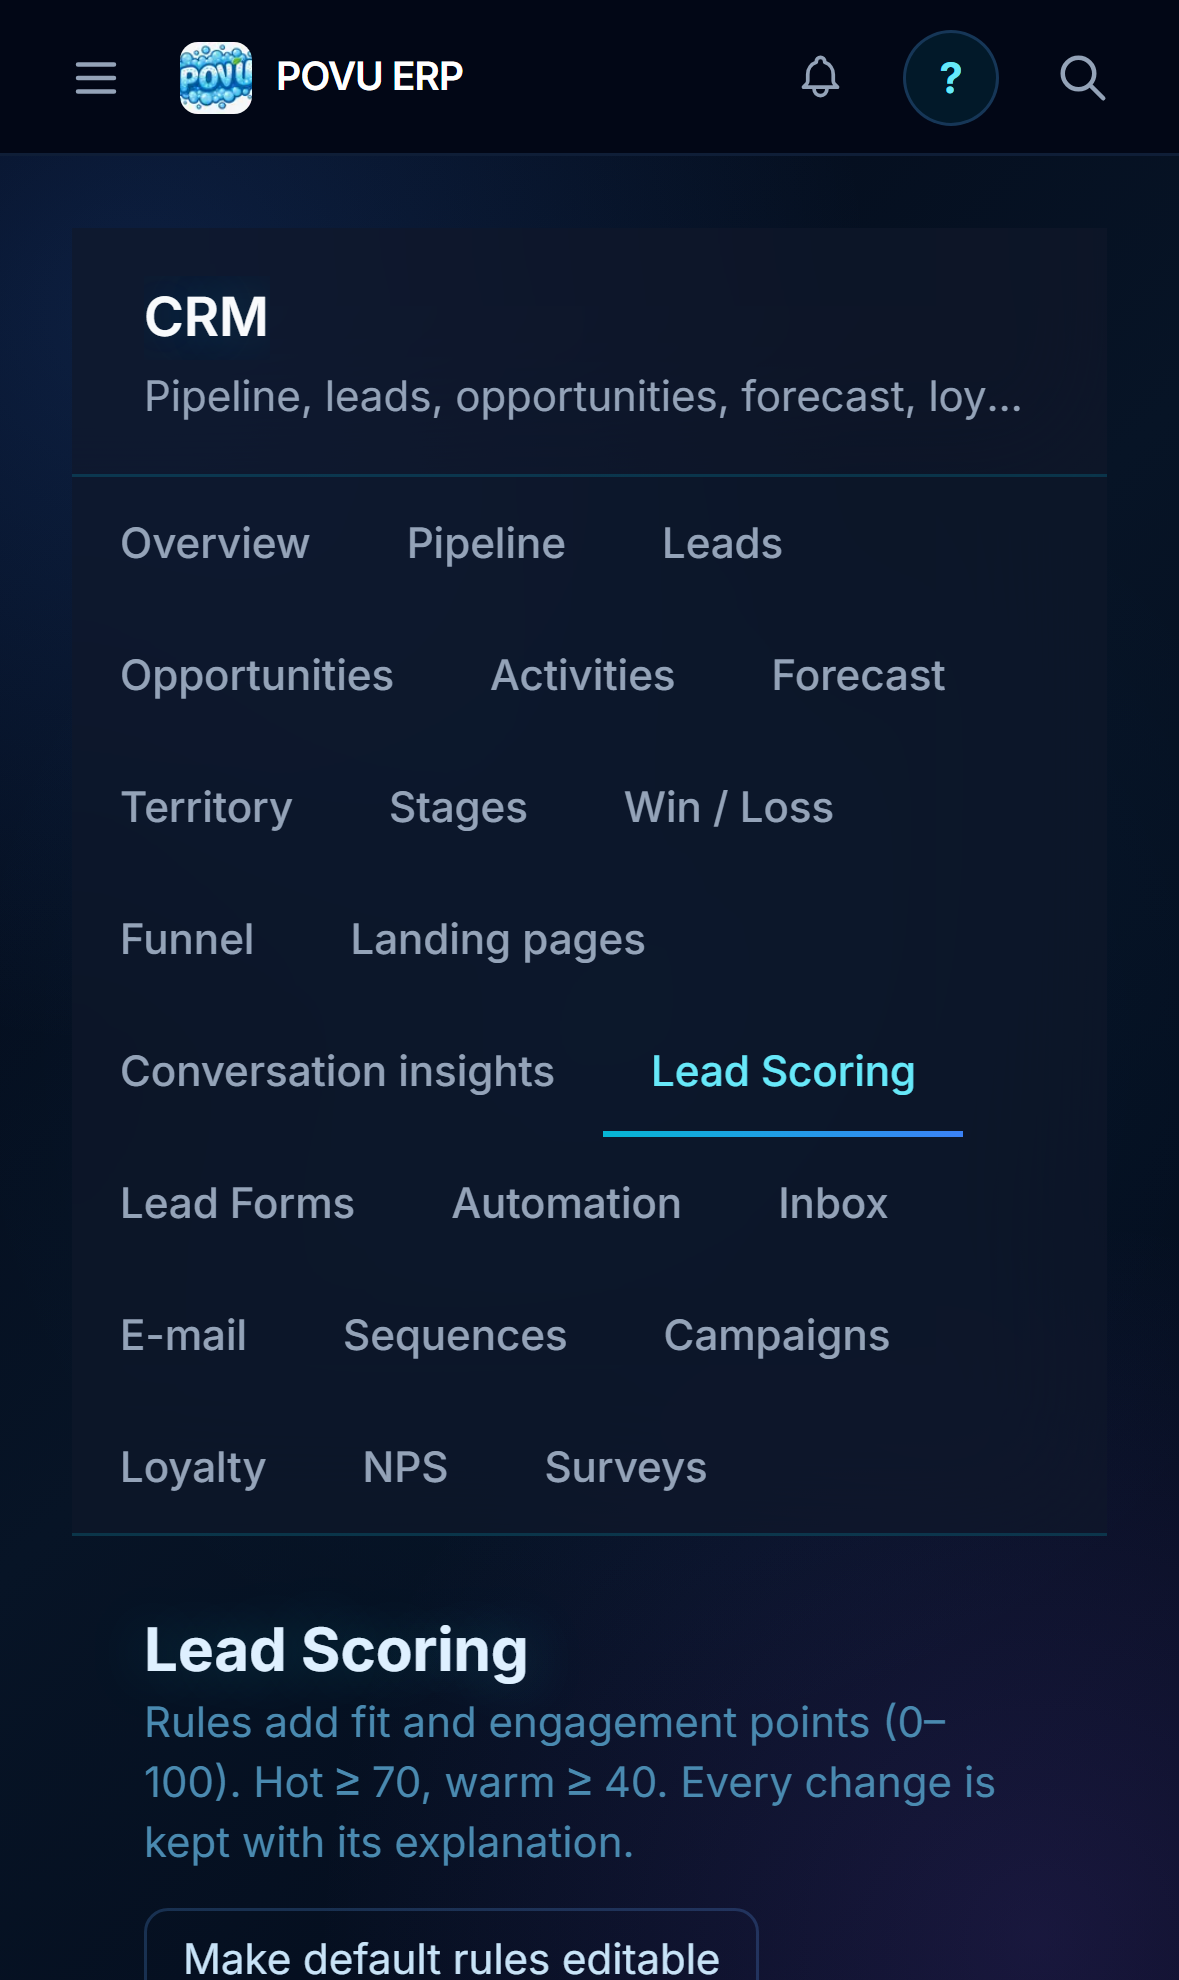 POVU POVU ERP ?
CRM
Pipeline, leads, opportunities, forecast, loy...
Overview Pipeline Leads
Opportunities Activities Forecast
Territory Stages Win / Loss
Funnel Landing pages
Conversation insights Lead Scoring
Lead Forms Automation Inbox
E-mail Sequences Campaigns
Loyalty NPS Surveys
Lead Scoring
Rules add fit and engagement points (0–
100). Hot ≥ 70, warm ≥ 40. Every change is
kept with its explanation.
Make default rules editable